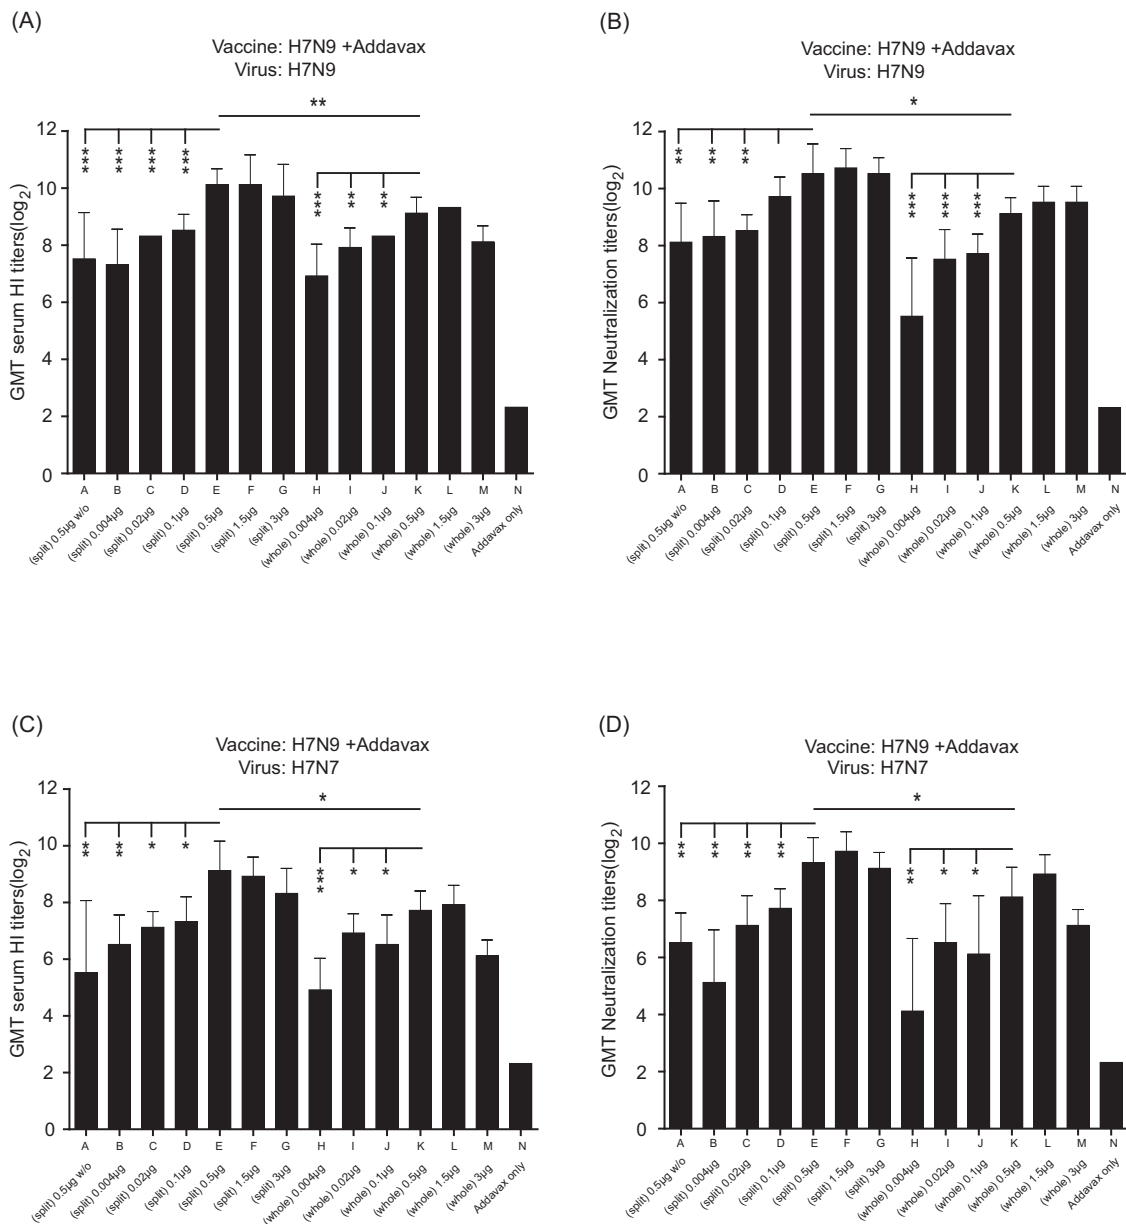 (A)
Vaccine: H7N9 +Addavax
Virus: H7N9
**
12
10
8
6
4
2
0
GMT serum HI titers(log2)
*** *** *** *** *** ** **
A B C D E F G H I J K L M N
(split) 0.5µg w/o
(split) 0.004µg
(split) 0.02µg
(split) 0.1µg
(split) 0.5µg
(split) 1.5µg
(split) 3µg
(whole) 0.004µg
(whole) 0.02µg
(whole) 0.1µg
(whole) 0.5µg
(whole) 1.5µg
(whole) 3µg
Addavax only
(B)
Vaccine: H7N9 +Addavax
Virus: H7N9
*
12
10
8
6
4
2
0
GMT Neutralization titers(log2)
** ** ** *** *** ***
A B C D E F G H I J K L M N
(split) 0.5µg w/o
(split) 0.004µg
(split) 0.02µg
(split) 0.1µg
(split) 0.5µg
(split) 1.5µg
(split) 3µg
(whole) 0.004µg
(whole) 0.02µg
(whole) 0.1µg
(whole) 0.5µg
(whole) 1.5µg
(whole) 3µg
Addavax only
(C)
Vaccine: H7N9 +Addavax
Virus: H7N7
*
12
10
8
6
4
2
0
GMT serum HI titers(log2)
** ** * * *** * *
A B C D E F G H I J K L M N
(split) 0.5µg w/o
(split) 0.004µg
(split) 0.02µg
(split) 0.1µg
(split) 0.5µg
(split) 1.5µg
(split) 3µg
(whole) 0.004µg
(whole) 0.02µg
(whole) 0.1µg
(whole) 0.5µg
(whole) 1.5µg
(whole) 3µg
Addavax only
(D)
Vaccine: H7N9 +Addavax
Virus: H7N7
*
12
10
8
6
4
2
0
GMT Neutralization titers(log2)
** ** ** ** ** * *
A B C D E F G H I J K L M N
(split) 0.5µg w/o
(split) 0.004µg
(split) 0.02µg
(split) 0.1µg
(split) 0.5µg
(split) 1.5µg
(split) 3µg
(whole) 0.004µg
(whole) 0.02µg
(whole) 0.1µg
(whole) 0.5µg
(whole) 1.5µg
(whole) 3µg
Addavax only